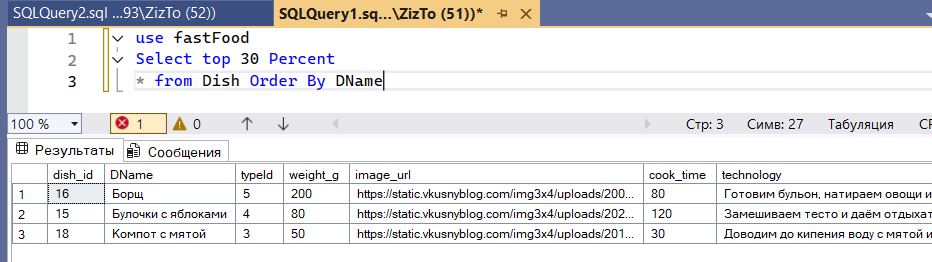 SQLQuery2.sql ...93\ZizTo (52))
SQLQuery1.sq...\ZizTo (51))*
1 use fastFood
2 Select top 30 Percent
3 * from Dish Order By DName
100 % 1 0 Стр: 3 Симв: 27 Табуляция CF
Результаты Сообщения
dish_id DName typeId weight_g image_url cook_time technology
1 16 Борщ 5 200 https://static.vkusnyblog.com/img3x4/uploads/200... 80 Готовим бульон, натираем овощи и
2 15 Булочки с яблоками 4 80 https://static.vkusnyblog.com/img3x4/uploads/202... 120 Замешиваем тесто и даём отдыхат
3 18 Компот с мятой 3 50 https://static.vkusnyblog.com/img3x4/uploads/201... 30 Доводим до кипения воду с мятой и